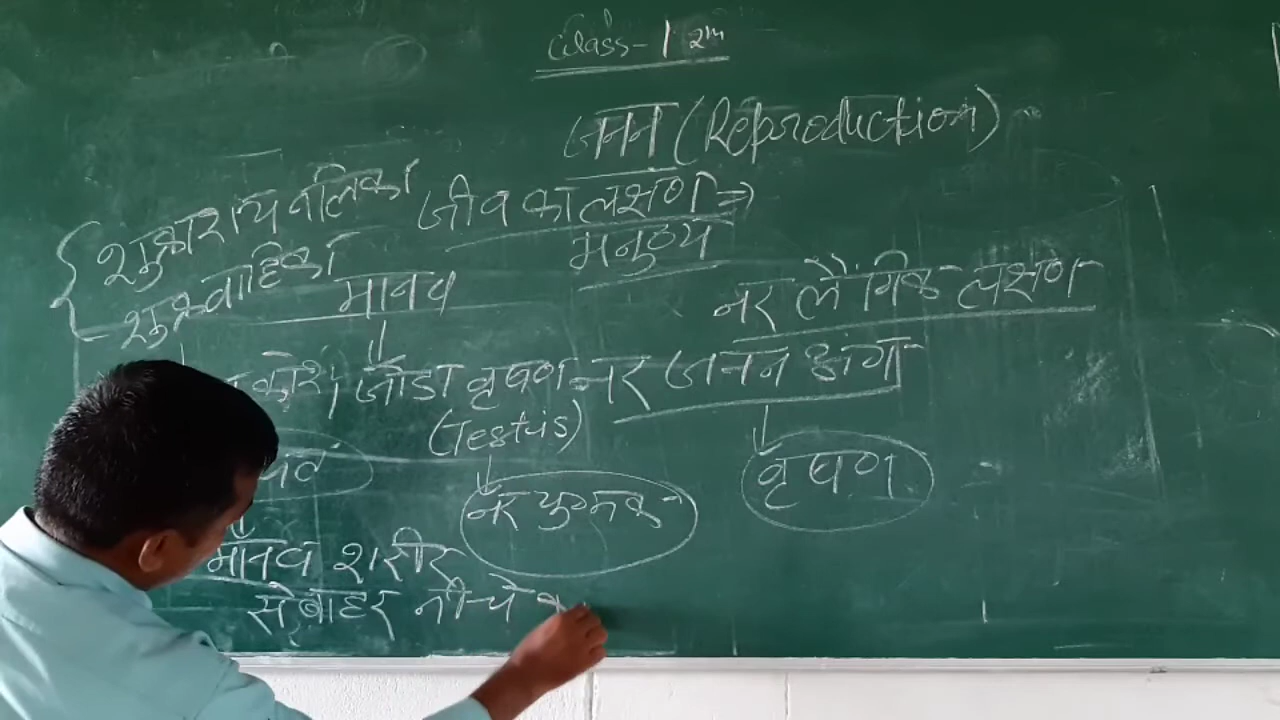 Class - 12th
जनन (Reproduction)
जीव का लक्षण ⇒
मनुष्य
शुक्राशय नलिका
शुक्रवाहिका
मानव
नर लैंगिक लक्षण
जोडा वृषण
(Testis)
नर जनन अंग
वृषण
नर युग्मक
मानव शरीर
से बाहर नीचे